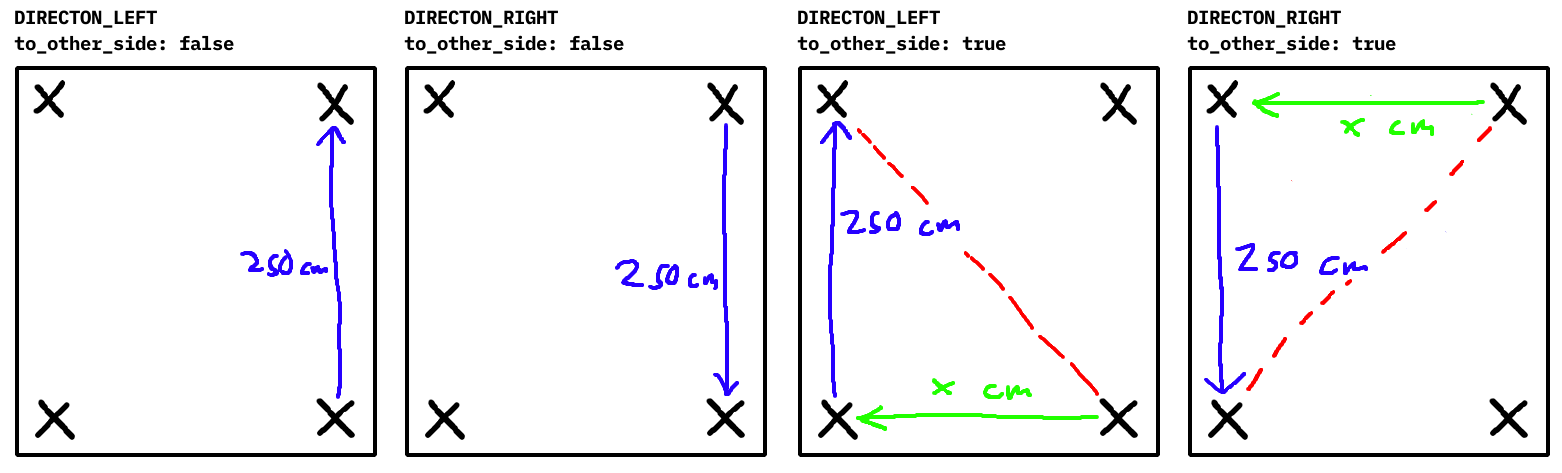 DIRECTON_LEFT
to_other_side: false
250 cm
DIRECTON_RIGHT
to_other_side: false
250 cm
DIRECTON_LEFT
to_other_side: true
250 cm
x cm
DIRECTON_RIGHT
to_other_side: true
x cm
250 cm